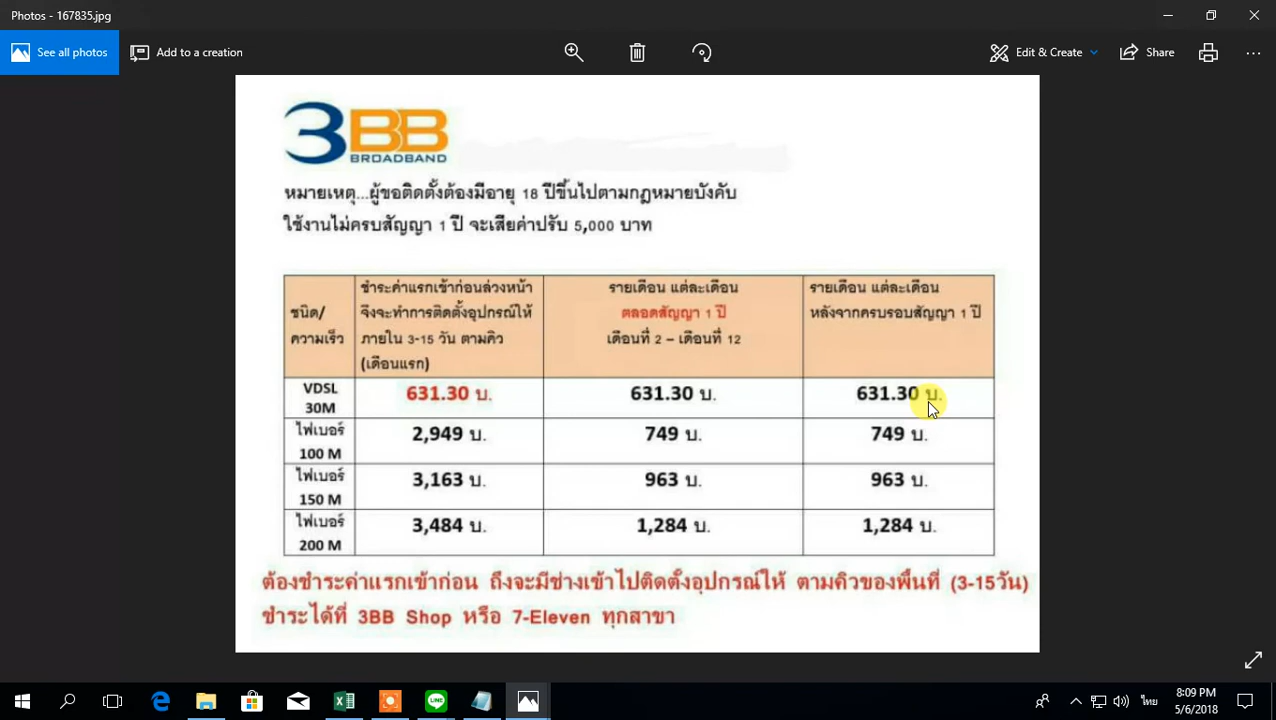 Photos - 167835.jpg
See all photos
Add to a creation
Edit & Create
Share
3BB
BROADBAND
หมายเหตุ...ผู้ขอติดตั้งต้องมีอายุ 18 ปีขึ้นไปตามกฎหมายบังคับ
ใช้งานไม่ครบสัญญา 1 ปี จะเสียค่าปรับ 5,000 บาท
ชนิด/
ความเร็ว
ชำระค่าแรกเข้าก่อนล่วงหน้า
จึงจะทำการติดตั้งอุปกรณ์ให้
ภายใน 3-15 วัน ตามคิว
(เดือนแรก)
รายเดือน แต่ละเดือน
ตลอดสัญญา 1 ปี
เดือนที่ 2 – เดือนที่ 12
รายเดือน แต่ละเดือน
หลังจากครบรอบสัญญา 1 ปี
VDSL
30M
631.30 บ.
631.30 บ.
631.30 บ.
ไฟเบอร์
100 M
2,949 บ.
749 บ.
749 บ.
ไฟเบอร์
150 M
3,163 บ.
963 บ.
963 บ.
ไฟเบอร์
200 M
3,484 บ.
1,284 บ.
1,284 บ.
ต้องชำระค่าแรกเข้าก่อน ถึงจะมีช่างเข้าไปติดตั้งอุปกรณ์ให้ ตามคิวของพื้นที่ (3-15วัน)
ชำระได้ที่ 3BB Shop หรือ 7-Eleven ทุกสาขา
ไทย
8:09 PM
5/6/2018